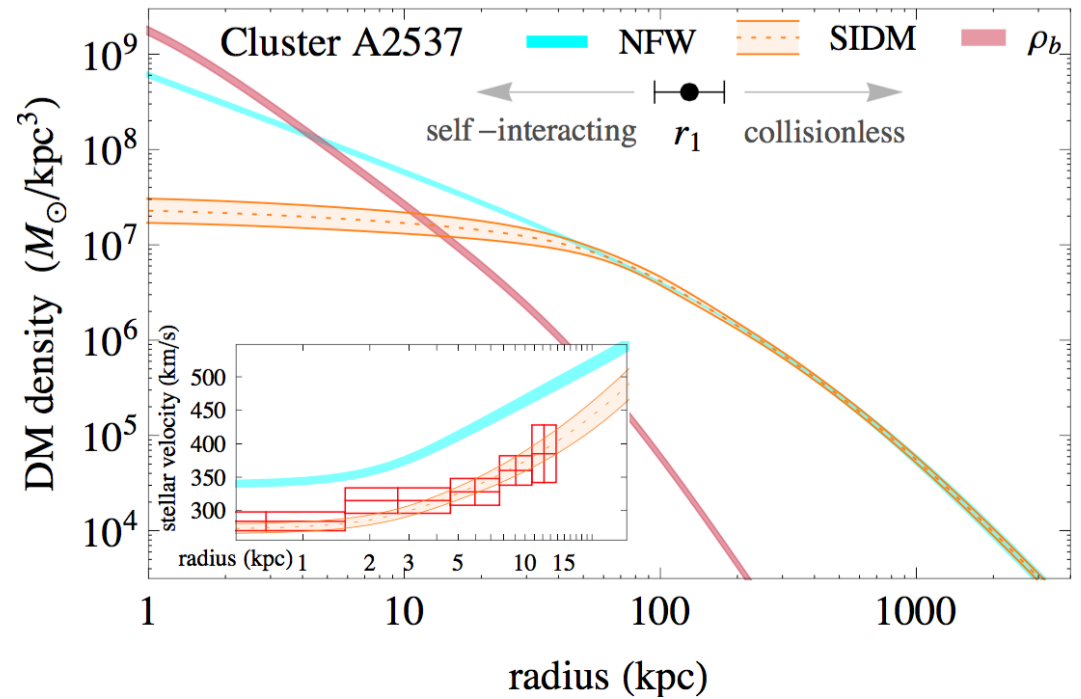 Cluster A2537 NFW SIDM ρ_b
self-interacting r₁ collisionless
DM density (M_⊙/kpc³)
10⁹
10⁸
10⁷
10⁶
10⁵
10⁴
stellar velocity (km/s)
500
450
400
350
300
radius (kpc) 1 2 3 5 10 15
1 10 100 1000
radius (kpc)